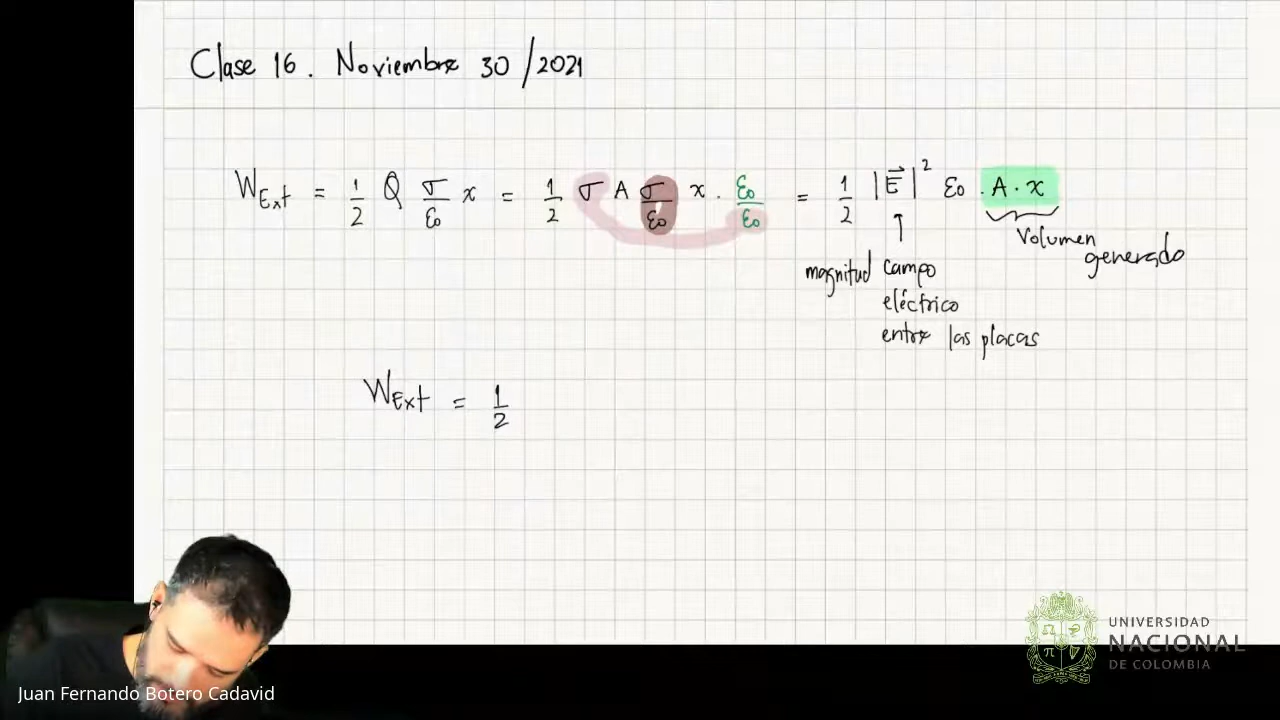 Clase 16. Noviembre 30/2021
W_Ext = 1/2 Q σ/ε₀ x = 1/2 σ A σ/ε₀ x · ε₀/ε₀ = 1/2 |E⃗|² ε₀ · A · x
Volumen generado
magnitud campo
eléctrico
entre las placas
W_Ext = 1/2
UNIVERSIDAD
NACIONAL
DE COLOMBIA
Juan Fernando Botero Cadavid